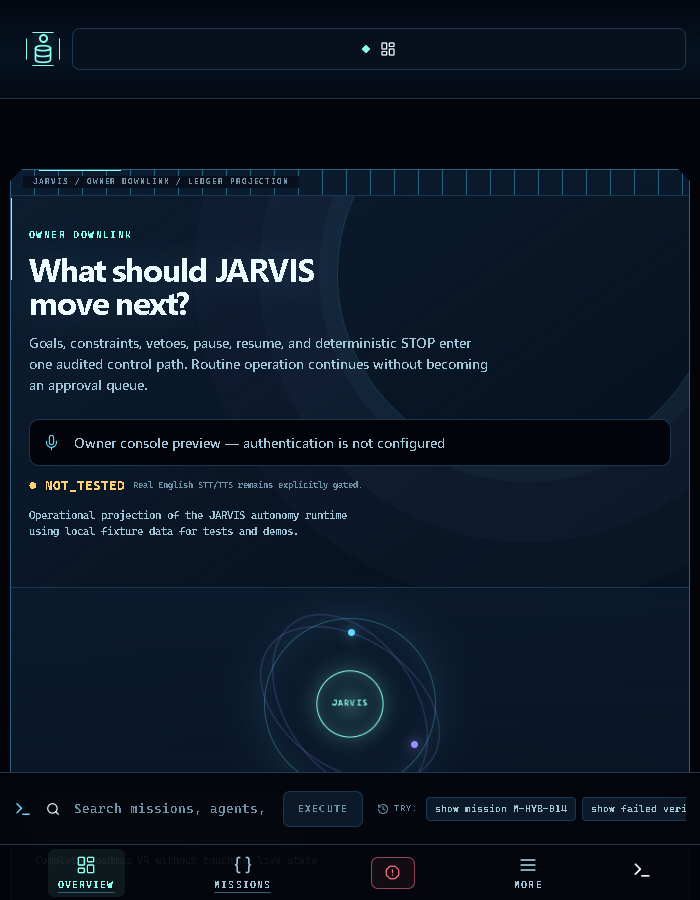 JARVIS / OWNER DOWNLINK / LEDGER PROJECTION
OWNER DOWNLINK
What should JARVIS
move next?
Goals, constraints, vetoes, pause, resume, and deterministic STOP enter
one audited control path. Routine operation continues without becoming
an approval queue.
Owner console preview — authentication is not configured
NOT_TESTED Real English STT/TTS remains explicitly gated.
Operational projection of the JARVIS autonomy runtime
using local fixture data for tests and demos.
JARVIS
Search missions, agents, EXECUTE TRY: show mission M-HYB-014 show failed veri
without live state
OVERVIEW MISSIONS MORE